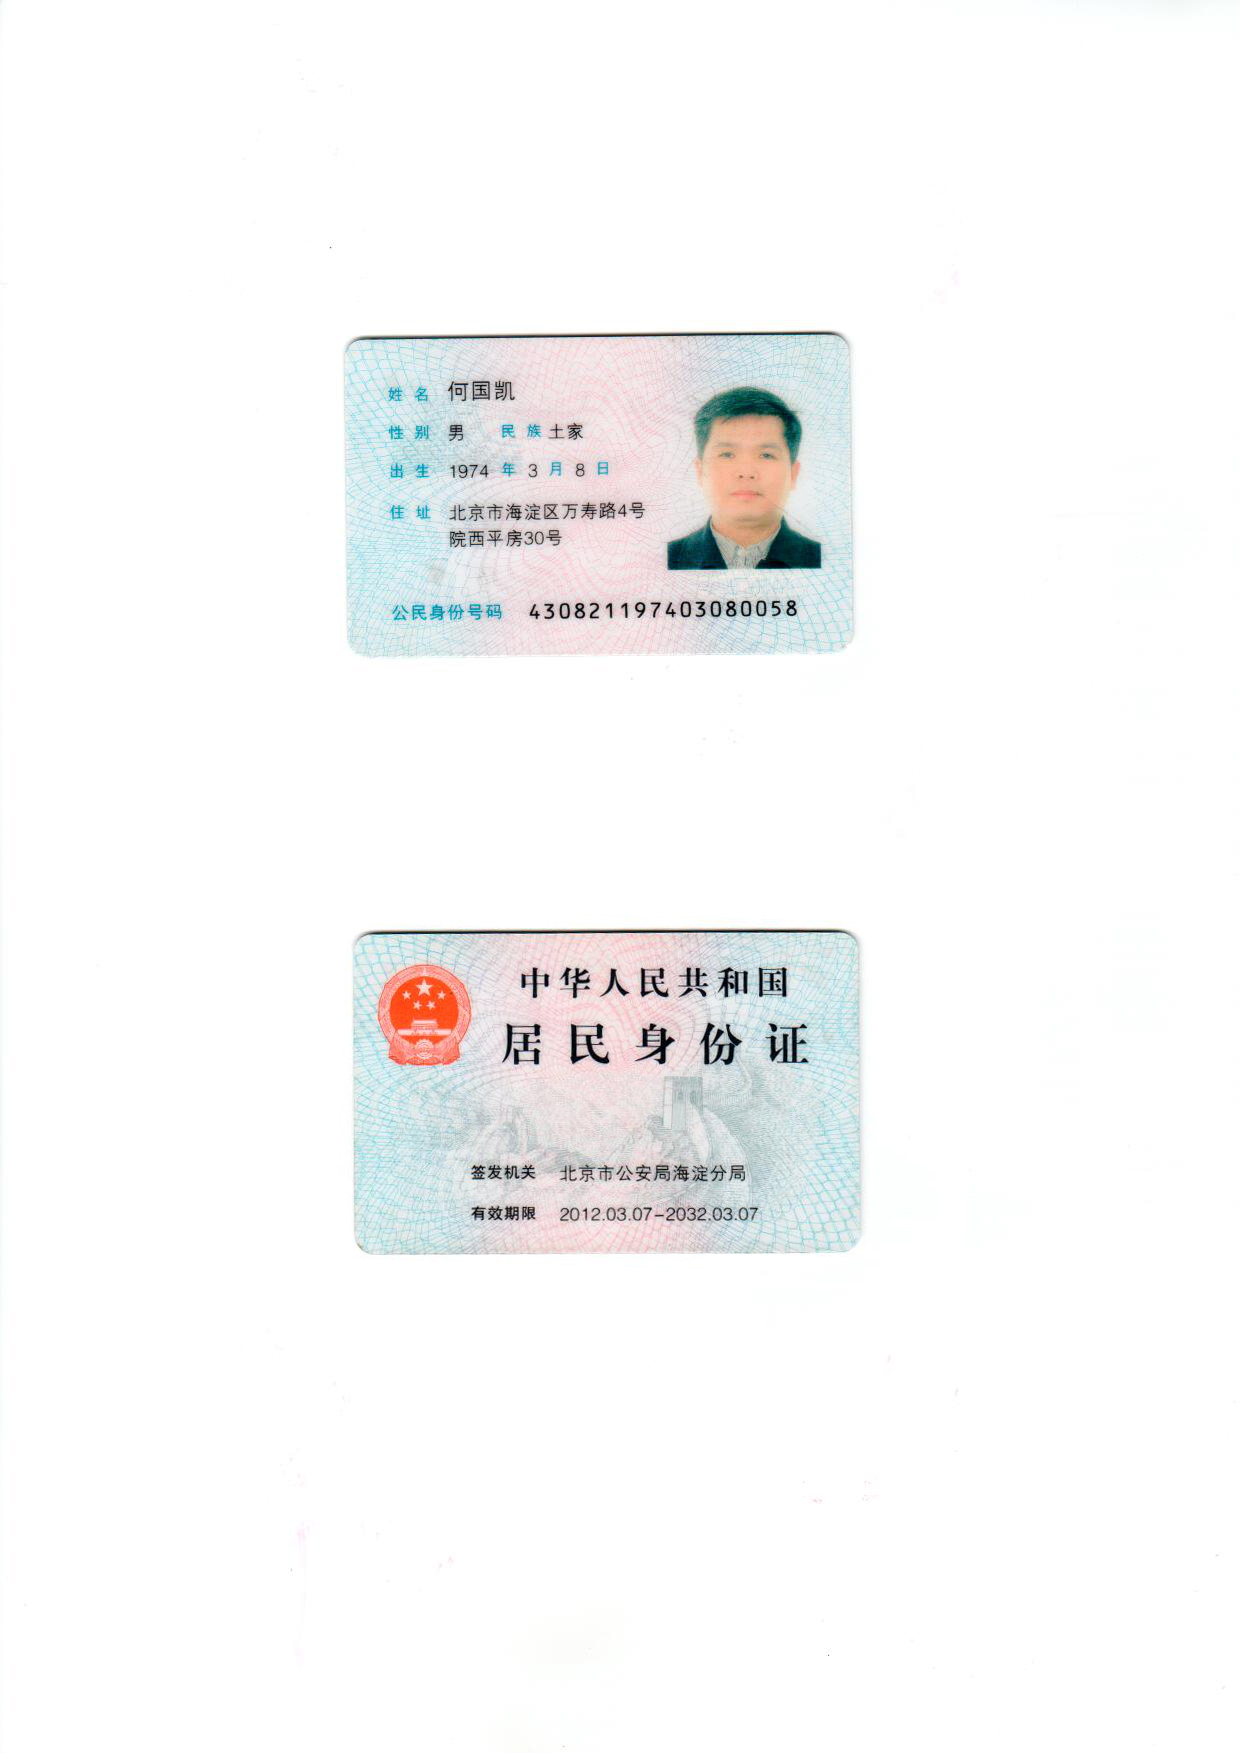 姓名 何国凯
性别 男 民族 土家
出生 1974 年 3 月 8 日
住址 北京市海淀区万寿路4号
院西平房30号
公民身份号码 430821197403080058
中华人民共和国
居民身份证
签发机关 北京市公安局海淀分局
有效期限 2012.03.07-2032.03.07